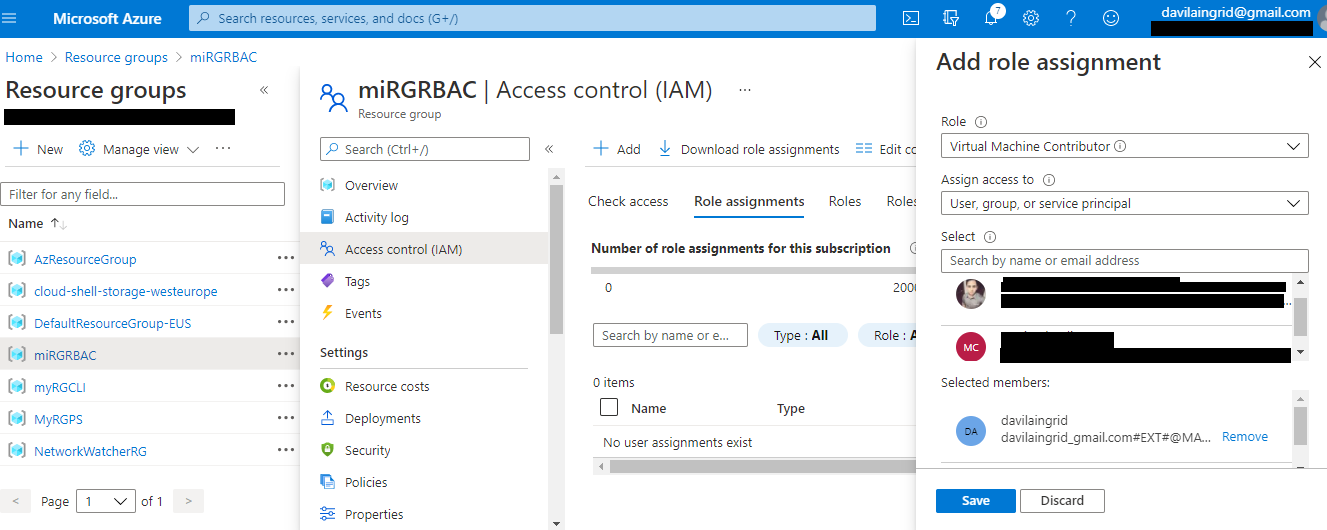 Microsoft Azure
Search resources, services, and docs (G+/)
7
davilaingrid@gmail.com
Home > Resource groups > miRGRBAC
Resource groups
«
+ New
Manage view
...
Filter for any field...
Name ↑↓
AzResourceGroup ...
cloud-shell-storage-westeurope ...
DefaultResourceGroup-EUS ...
miRGRBAC ...
myRGCLI ...
MyRGPS ...
NetworkWatcherRG ...
< Page 1 of 1 >
miRGRBAC | Access control (IAM) ...
Resource group
Search (Ctrl+/)
«
Overview
Activity log
Access control (IAM)
Tags
Events
Settings
Resource costs
Deployments
Security
Policies
Properties
+ Add
Download role assignments
Edit co
Check access
Role assignments
Roles
Roles
Number of role assignments for this subscription
0
2000
Search by name or e...
Type : All
Role : A
0 items
Name
Type
No user assignments exist
Add role assignment
Role
Virtual Machine Contributor
Assign access to
User, group, or service principal
Select
Search by name or email address
...
MC
Selected members:
DA
davilaingrid
davilaingrid_gmail.com#EXT#@MA...
Remove
Save
Discard